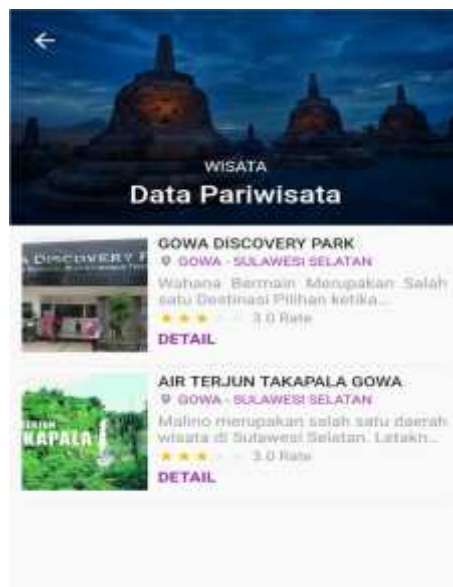 WISATA
Data Pariwisata
A DISCOVERY P
GOWA DISCOVERY PARK
GOWA - SULAWESI SELATAN
Wahana Bermain Merupakan Salah
satu Destinasi Pilihan ketika...
3.0 Rate
DETAIL
KAPALA
AIR TERJUN TAKAPALA GOWA
GOWA - SULAWESI SELATAN
Malino merupakan salah satu daerah
wisata di Sulawesi Selatan. Letakn...
3.0 Rate
DETAIL